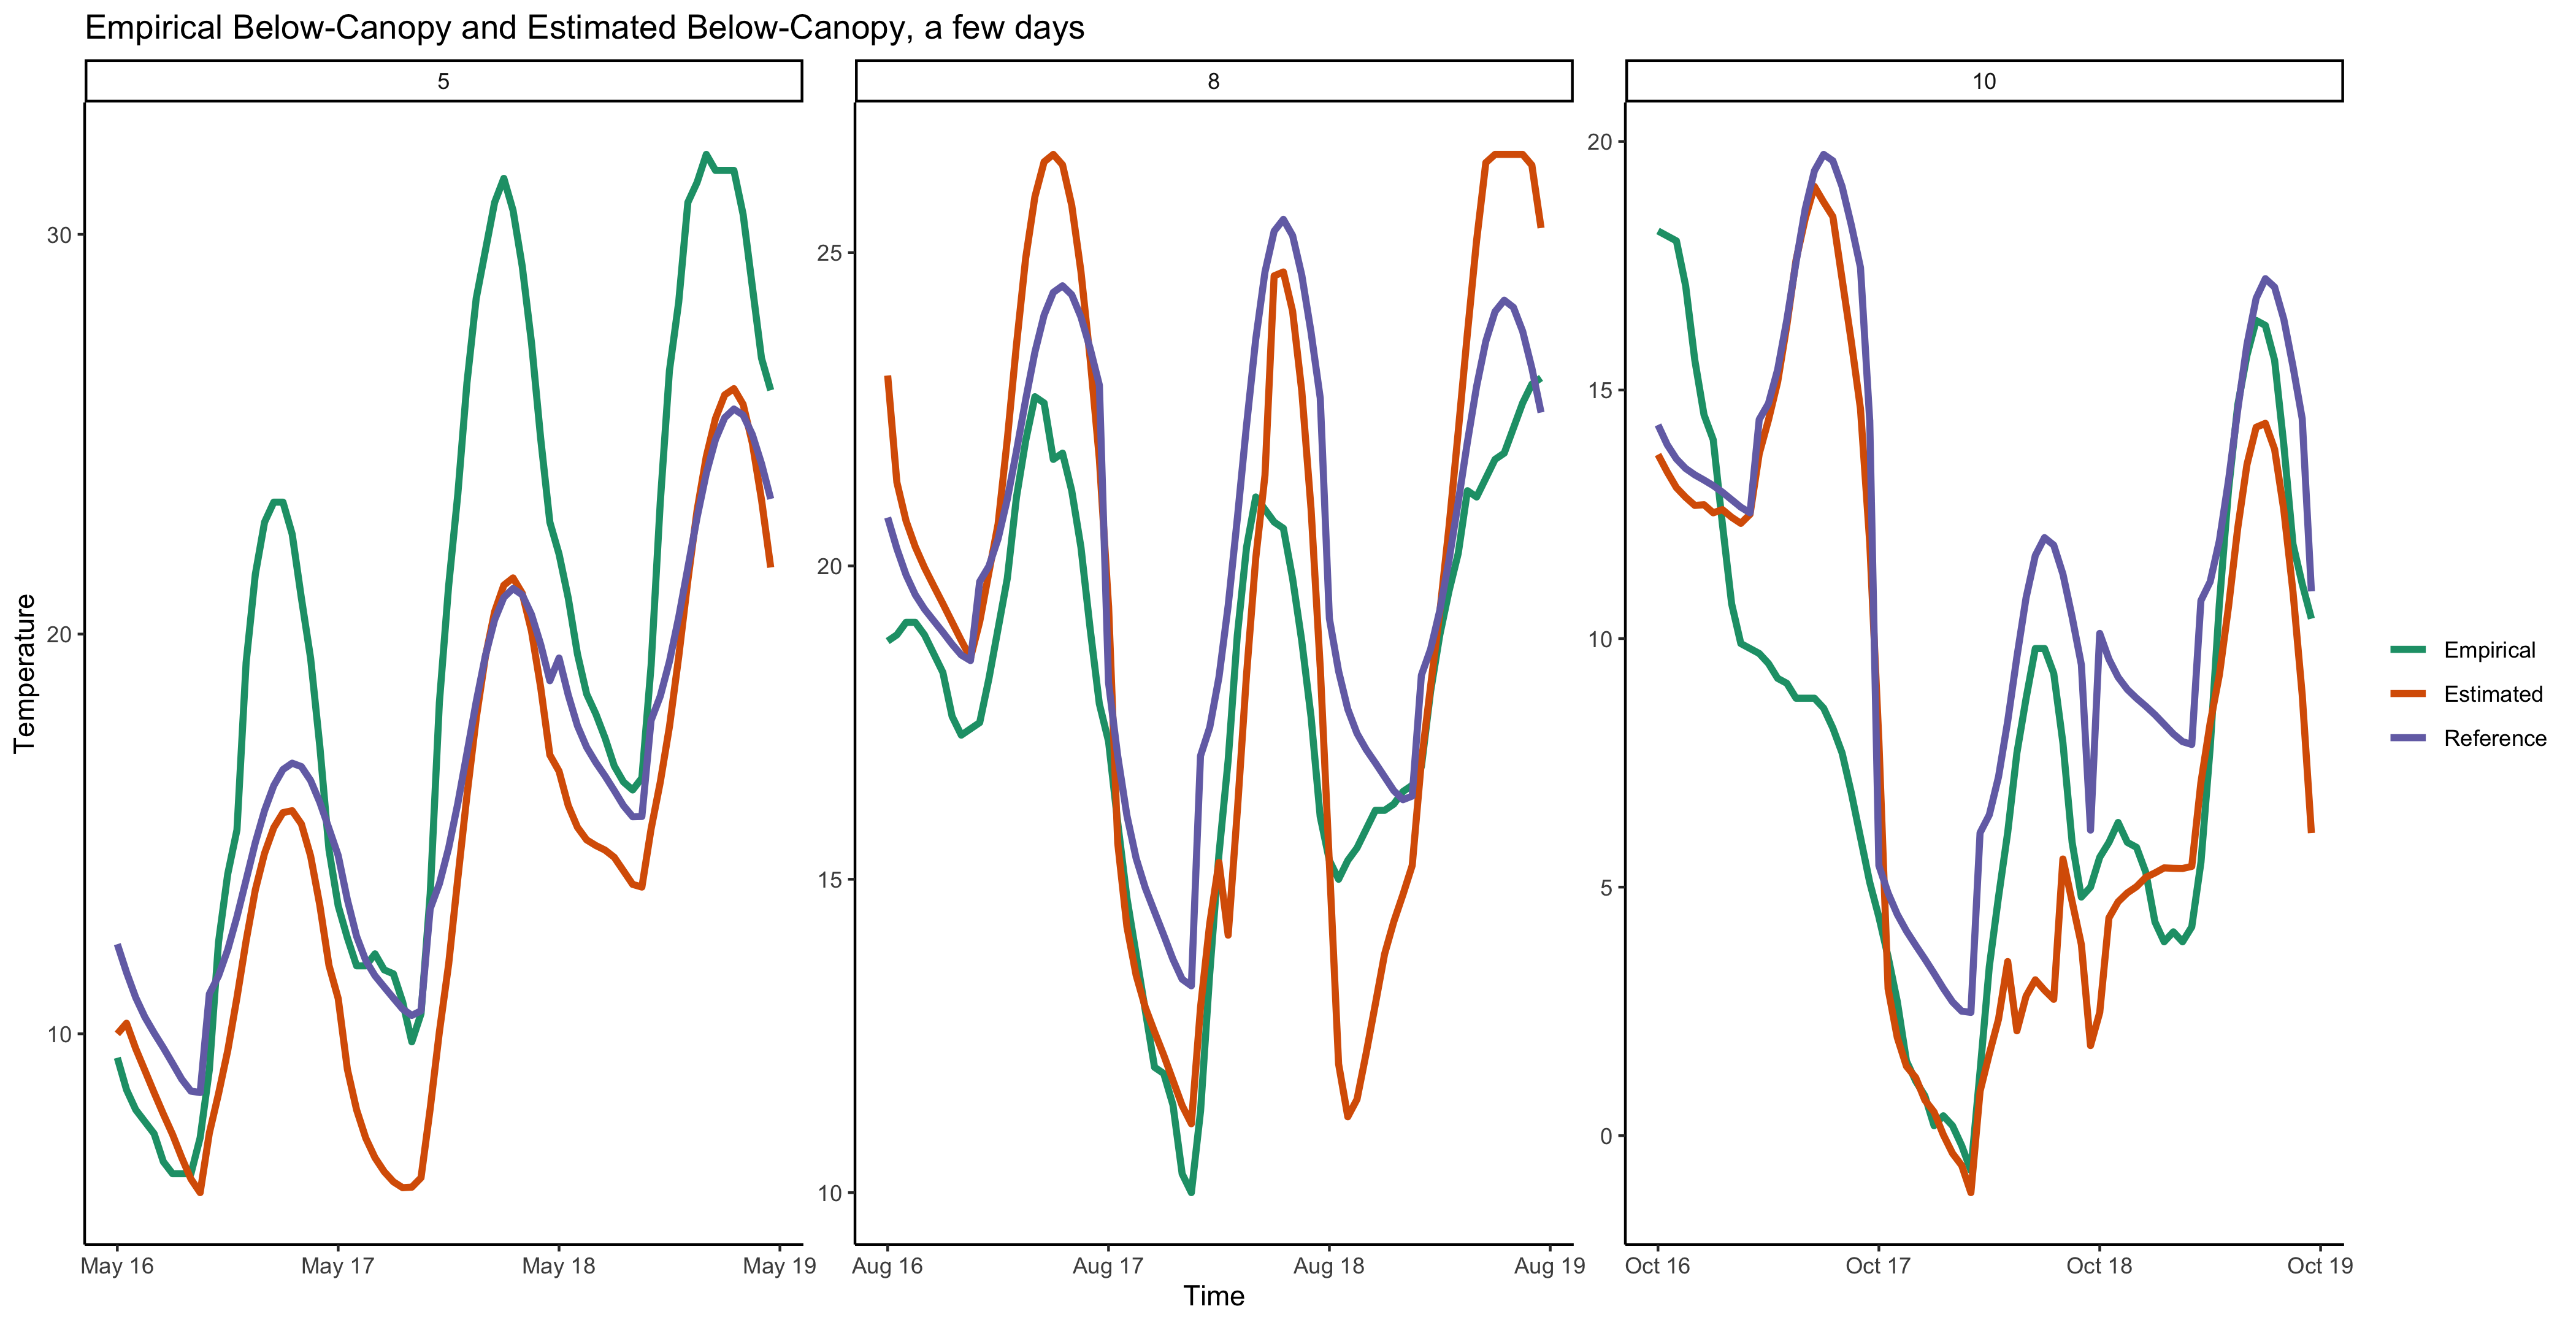 Empirical Below-Canopy and Estimated Below-Canopy, a few days
5
8
10
Temperature
30
20
10
25
20
15
10
20
15
10
5
0
May 16
May 17
May 18
May 19
Aug 16
Aug 17
Aug 18
Aug 19
Oct 16
Oct 17
Oct 18
Oct 19
Time
Empirical
Estimated
Reference